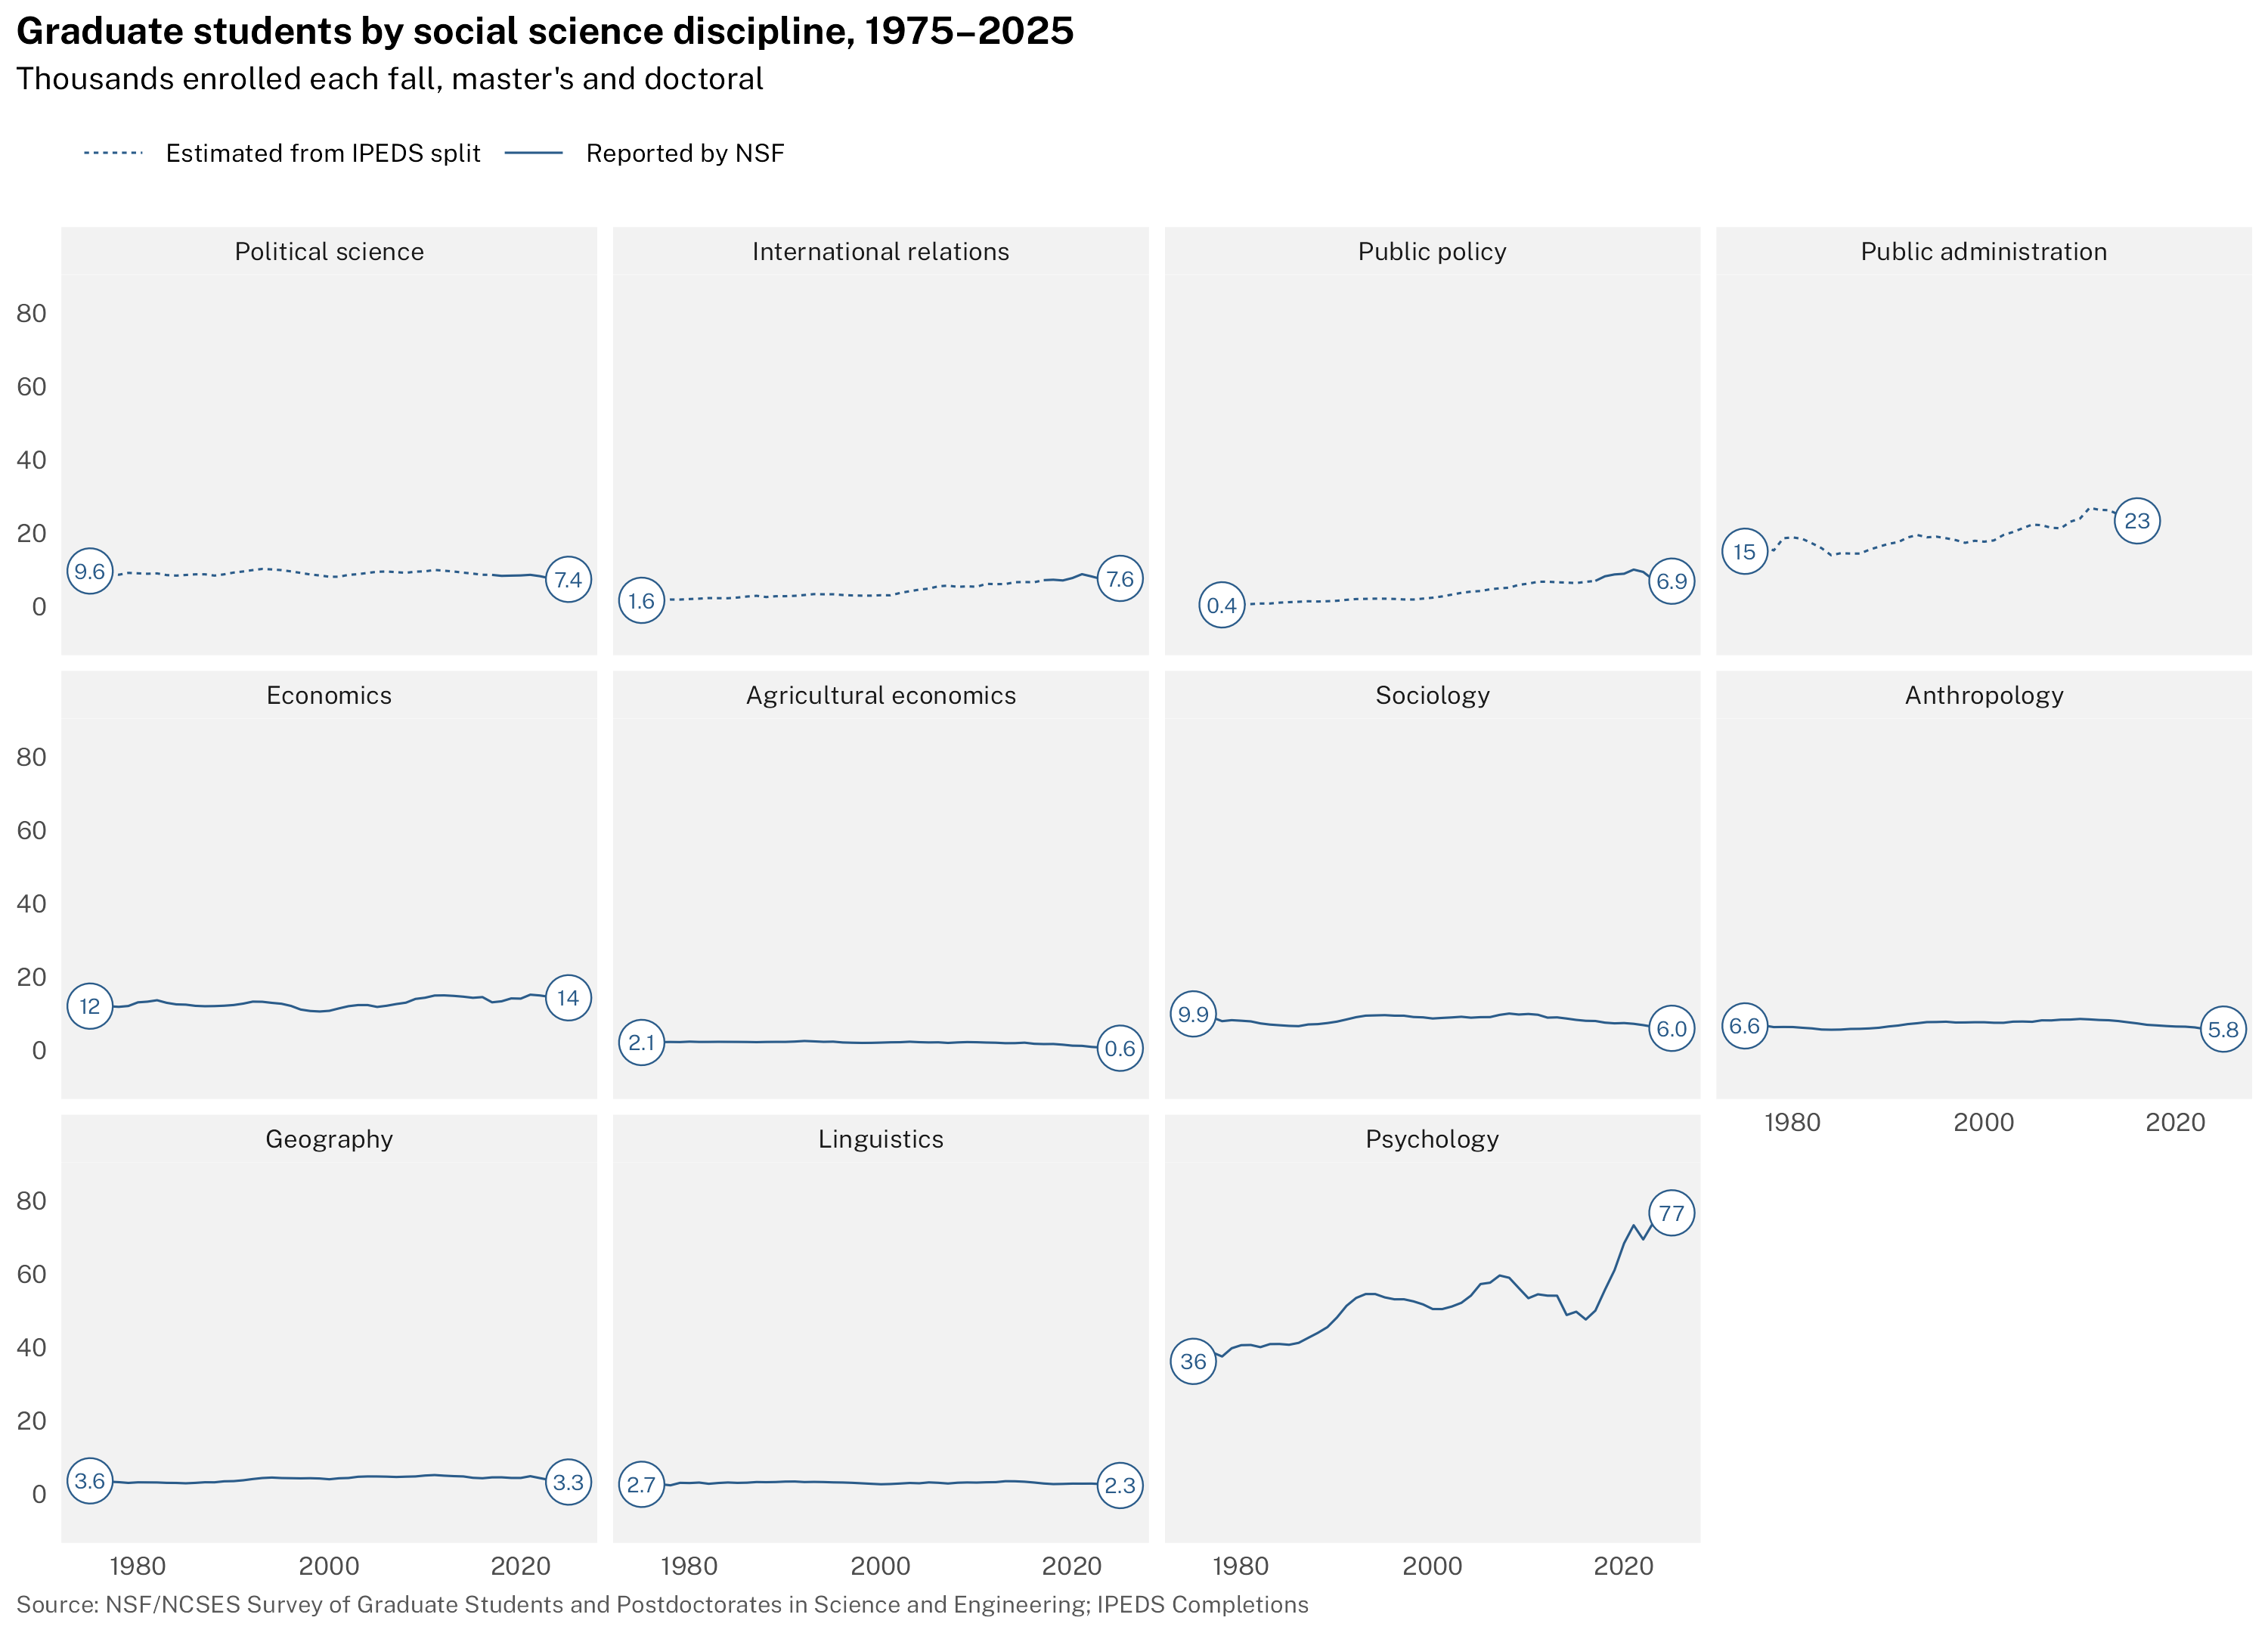 Graduate students by social science discipline, 1975–2025
Thousands enrolled each fall, master's and doctoral
Estimated from IPEDS split Reported by NSF
Political science International relations Public policy Public administration
80
60
40
20
0
9.6 7.4
1.6 7.6
0.4 6.9
15 23
Economics Agricultural economics Sociology Anthropology
80
60
40
20
0
12 14
2.1 0.6
9.9 6.0
6.6 5.8
1980 2000 2020
Geography Linguistics Psychology
80
60
40
20
0
3.6 3.3
2.7 2.3
36 77
1980 2000 2020 1980 2000 2020 1980 2000 2020
Source: NSF/NCSES Survey of Graduate Students and Postdoctorates in Science and Engineering; IPEDS Completions